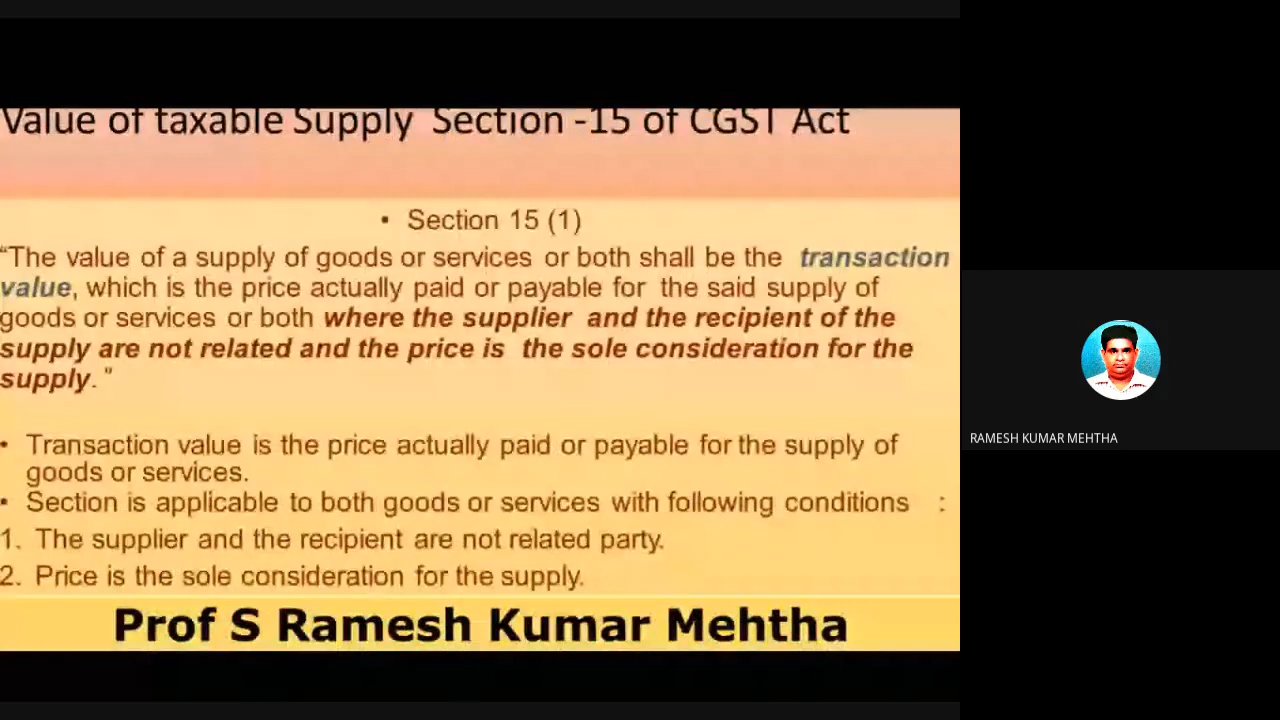 Value of taxable Supply Section -15 of CGST Act
• Section 15 (1)
“The value of a supply of goods or services or both shall be the transaction
value, which is the price actually paid or payable for the said supply of
goods or services or both where the supplier and the recipient of the
supply are not related and the price is the sole consideration for the
supply. ”
• Transaction value is the price actually paid or payable for the supply of
goods or services.
• Section is applicable to both goods or services with following conditions :
1. The supplier and the recipient are not related party.
2. Price is the sole consideration for the supply.
Prof S Ramesh Kumar Mehtha
RAMESH KUMAR MEHTHA